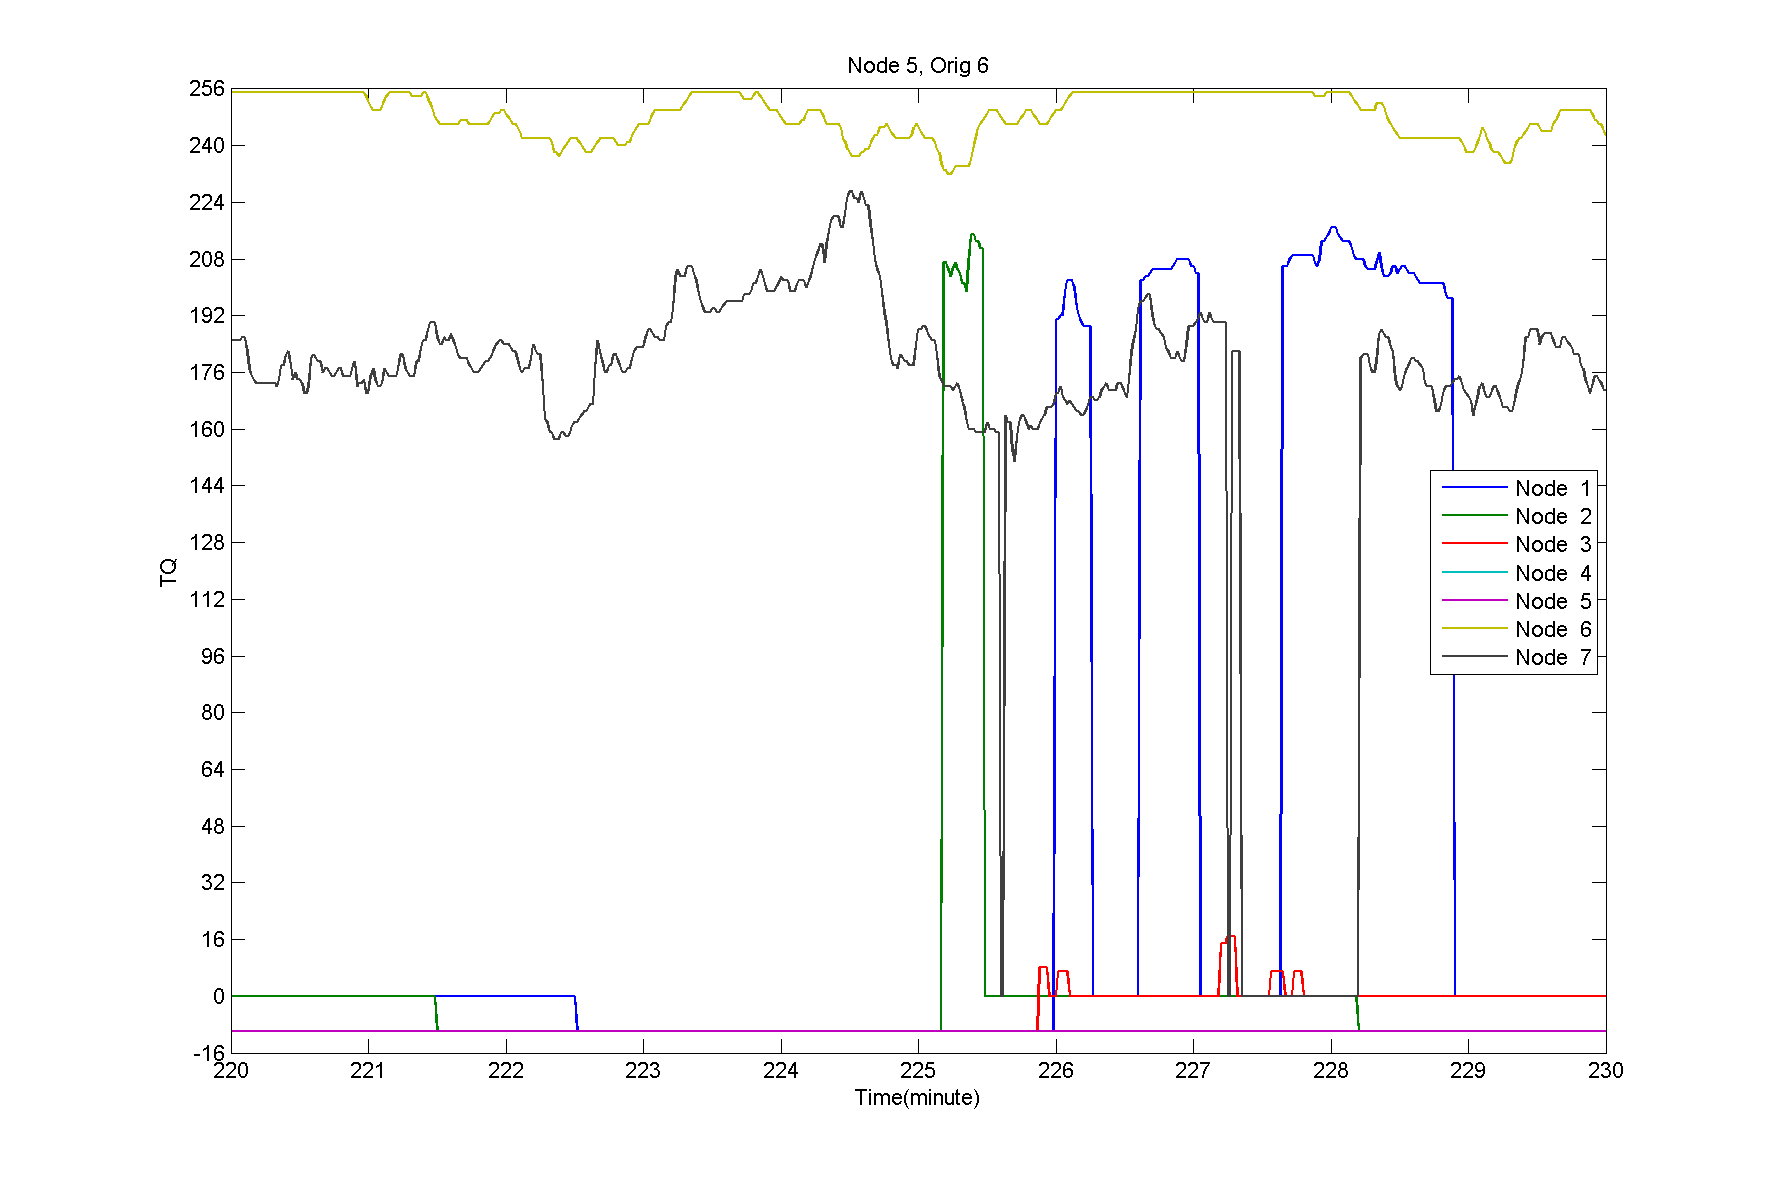 Node 5, Orig 6
256
240
224
208
192
176
160
144
128
112
96
80
64
48
32
16
0
-16
TQ
Node 1
Node 2
Node 3
Node 4
Node 5
Node 6
Node 7
220 221 222 223 224 225 226 227 228 229 230
Time(minute)